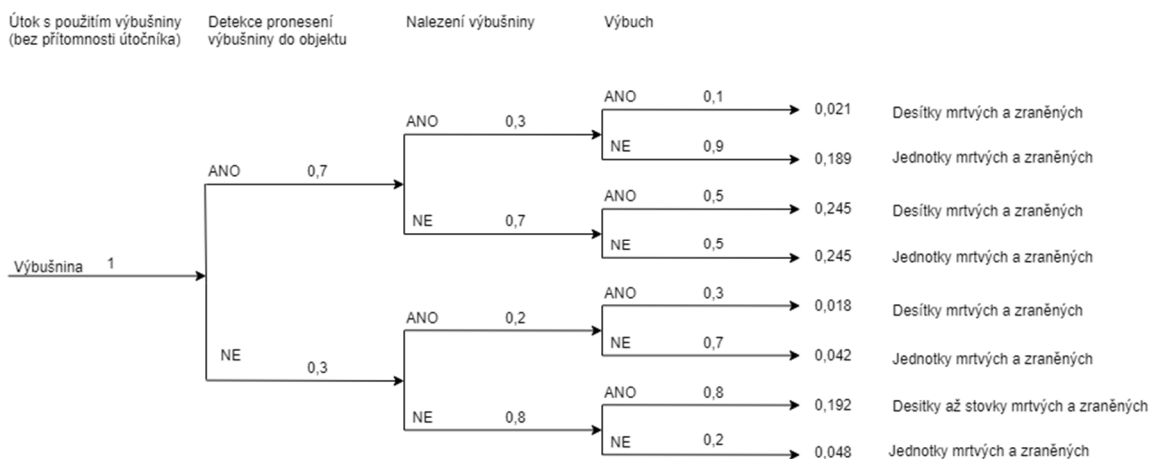 Útok s použitím výbušniny
(bez přítomnosti útočníka)
Detekce pronesení
výbušniny do objektu
Nalezení výbušniny
Výbuch
ANO 0,1 0,021 Desítky mrtvých a zraněných
ANO 0,3
NE 0,9 0,189 Jednotky mrtvých a zraněných
ANO 0,7
ANO 0,5 0,245 Desítky mrtvých a zraněných
NE 0,7
NE 0,5 0,245 Jednotky mrtvých a zraněných
Výbušnina 1
ANO 0,3 0,018 Desítky mrtvých a zraněných
ANO 0,2
NE 0,7 0,042 Jednotky mrtvých a zraněných
NE 0,3
ANO 0,8 0,192 Desitky až stovky mrtvých a zraněných
NE 0,8
NE 0,2 0,048 Jednotky mrtvých a zraněných